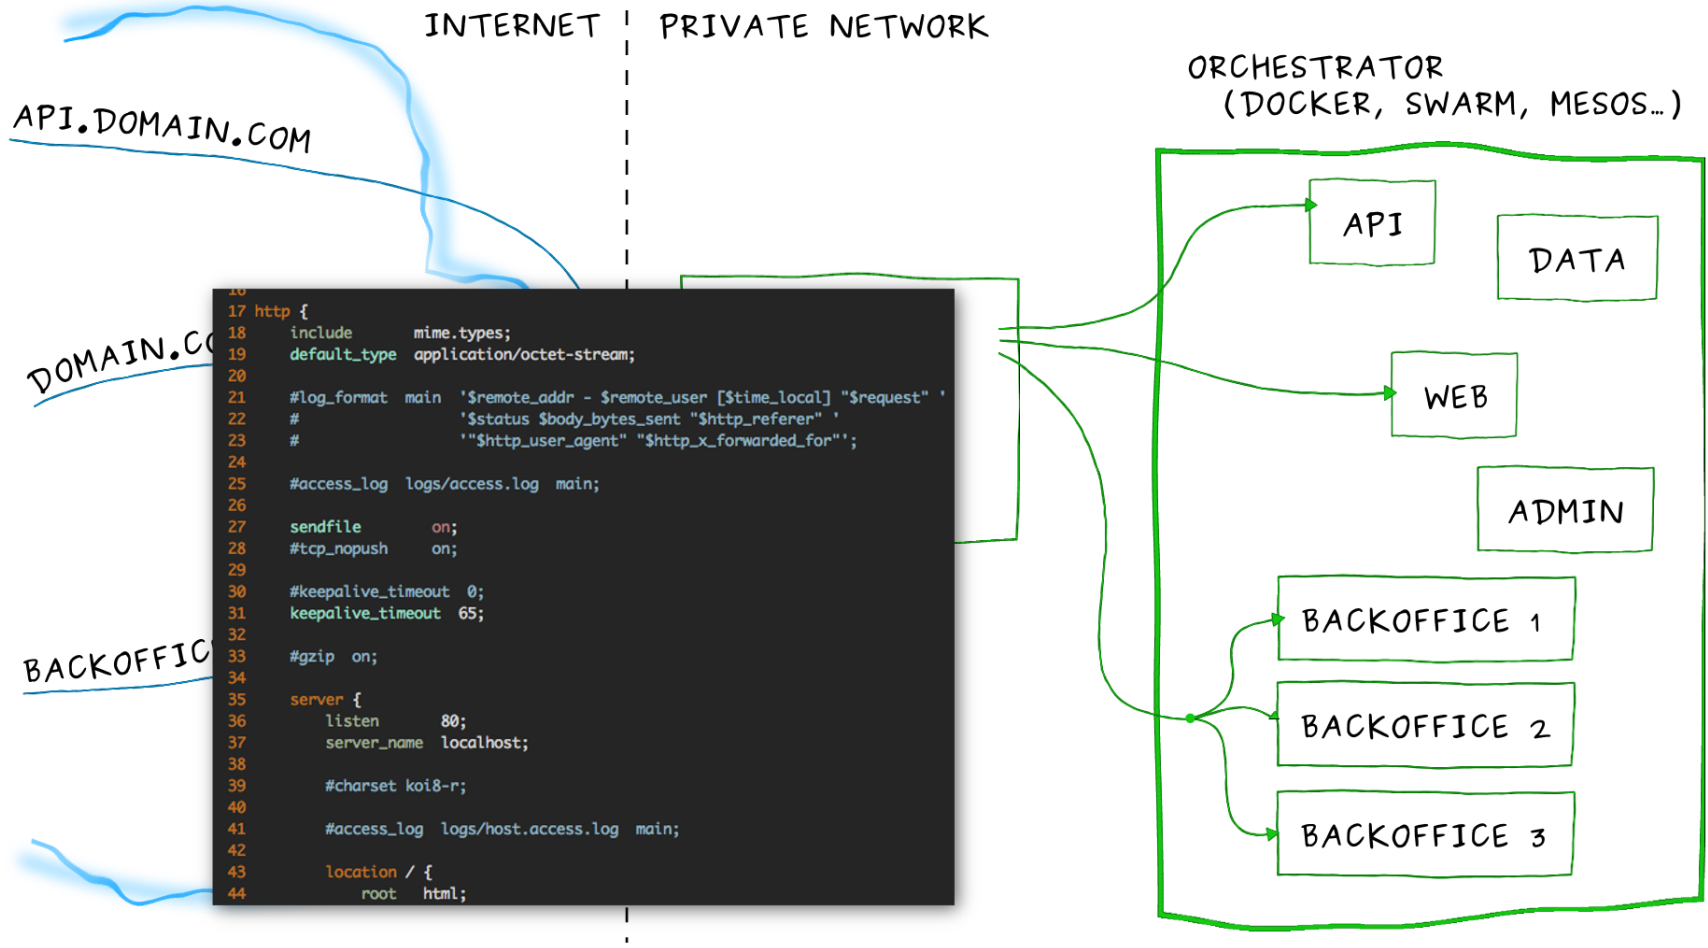 INTERNET
PRIVATE NETWORK
ORCHESTRATOR
(DOCKER, SWARM, MESOS...)
API.DOMAIN.COM
DOMAIN.CO
BACKOFFIC
16
17 http {
18     include       mime.types;
19     default_type  application/octet-stream;
20
21     #log_format  main  '$remote_addr - $remote_user [$time_local] "$request" '
22     #                  '$status $body_bytes_sent "$http_referer" '
23     #                  '"$http_user_agent" "$http_x_forwarded_for"';
24
25     #access_log  logs/access.log  main;
26
27     sendfile        on;
28     #tcp_nopush     on;
29
30     #keepalive_timeout  0;
31     keepalive_timeout  65;
32
33     #gzip  on;
34
35     server {
36         listen       80;
37         server_name  localhost;
38
39         #charset koi8-r;
40
41         #access_log  logs/host.access.log  main;
42
43         location / {
44             root   html;
API
DATA
WEB
ADMIN
BACKOFFICE 1
BACKOFFICE 2
BACKOFFICE 3